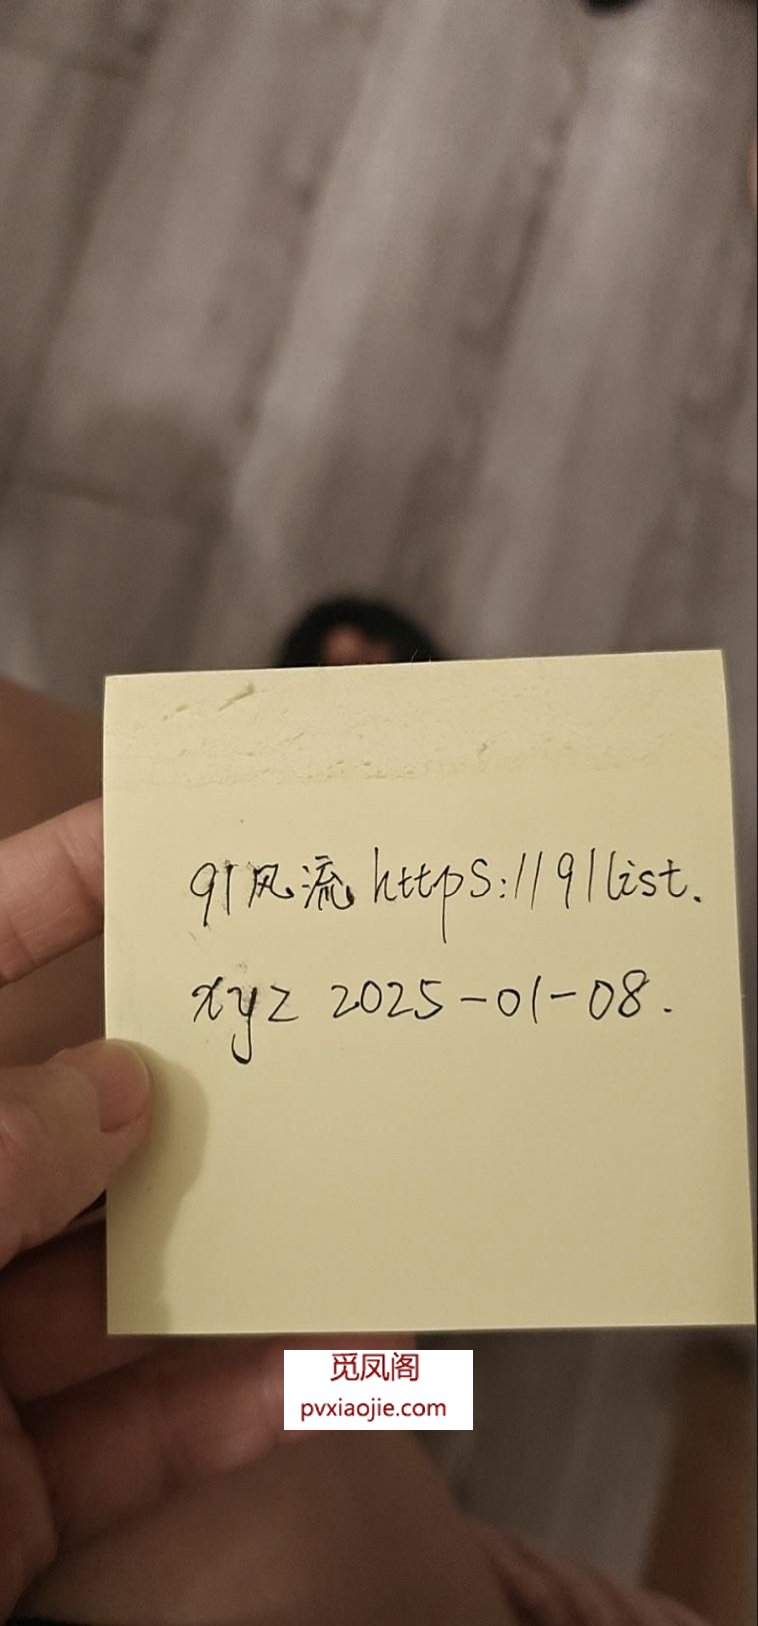 91风流 https://91list.
xyz 2025-01-08.
觅凤阁
pvxiaojie.com